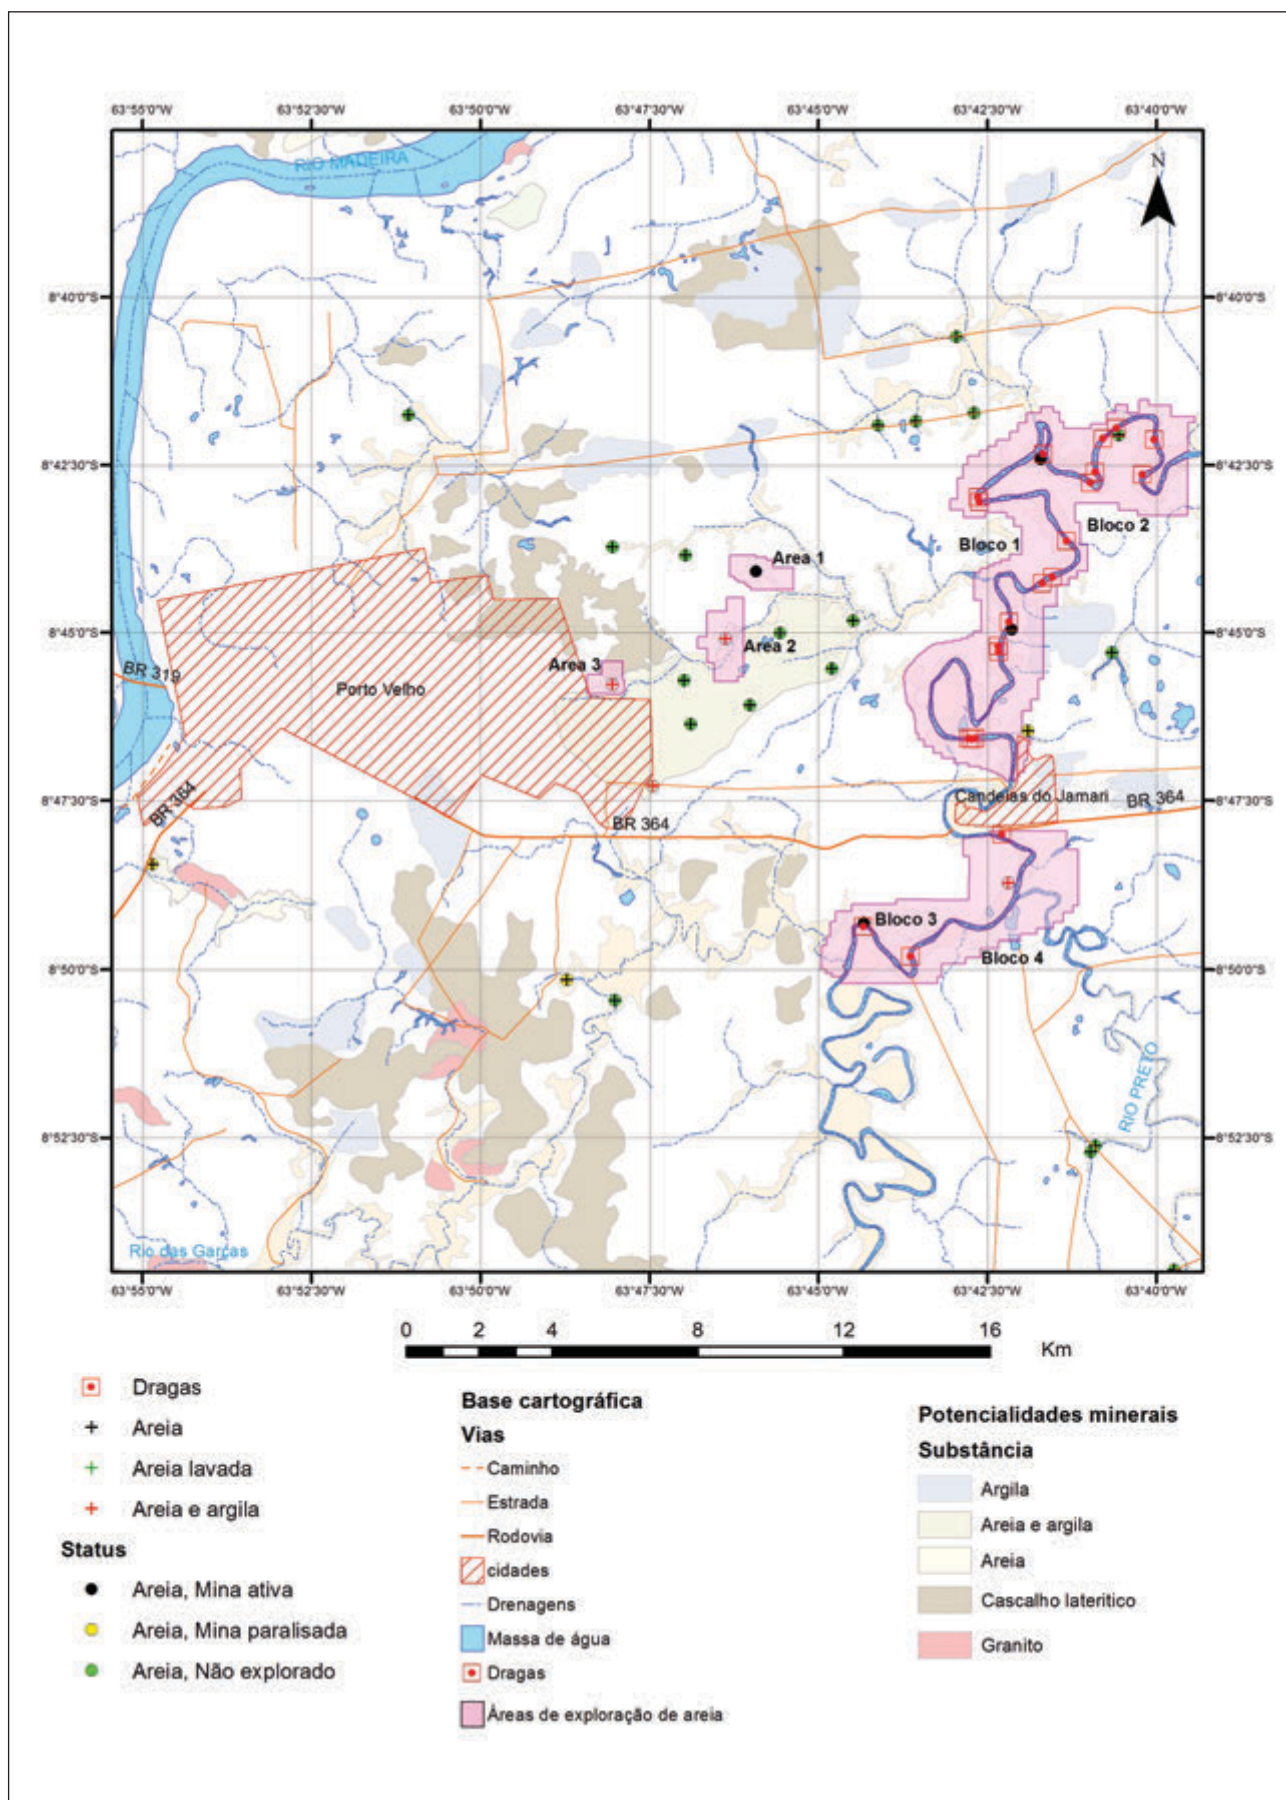 63°55'0"W 63°52'30"W 63°50'0"W 63°47'30"W 63°45'0"W 63°42'30"W 63°40'0"W
RIO MADEIRA
N
8°40'0"S 8°40'0"S
8°42'30"S 8°42'30"S
Bloco 2
Bloco 1
Area 1
8°45'0"S 8°45'0"S
Area 2
Area 3
BR 319
Porto Velho
8°47'30"S 8°47'30"S
Candeias do Jamari
BR 364
BR 364
BR 364
Bloco 3
Bloco 4
8°50'0"S 8°50'0"S
RIO PRETO
8°52'30"S 8°52'30"S
Rio das Garças
63°55'0"W 63°52'30"W 63°50'0"W 63°47'30"W 63°45'0"W 63°42'30"W 63°40'0"W
0 2 4 8 12 16
Km
Dragas
Areia
Areia lavada
Areia e argila
Status
Areia, Mina ativa
Areia, Mina paralisada
Areia, Não explorado
Base cartográfica
Vias
Caminho
Estrada
Rodovia
cidades
Drenagens
Massa de água
Dragas
Áreas de exploração de areia
Potencialidades minerais
Substância
Argila
Areia e argila
Areia
Cascalho lateritico
Granito